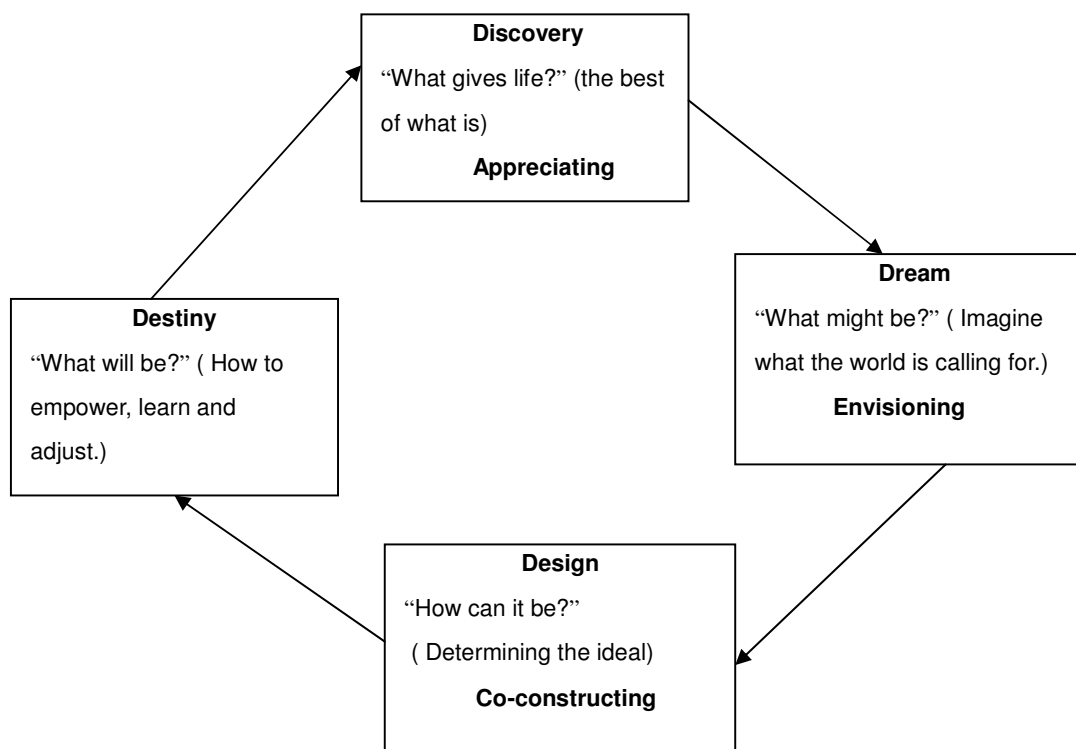 Discovery
“What gives life?” (the best
of what is)
Appreciating
Dream
“What might be?” ( Imagine
what the world is calling for.)
Envisioning
Destiny
“What will be?” ( How to
empower, learn and
adjust.)
Design
“How can it be?”
( Determining the ideal)
Co-constructing